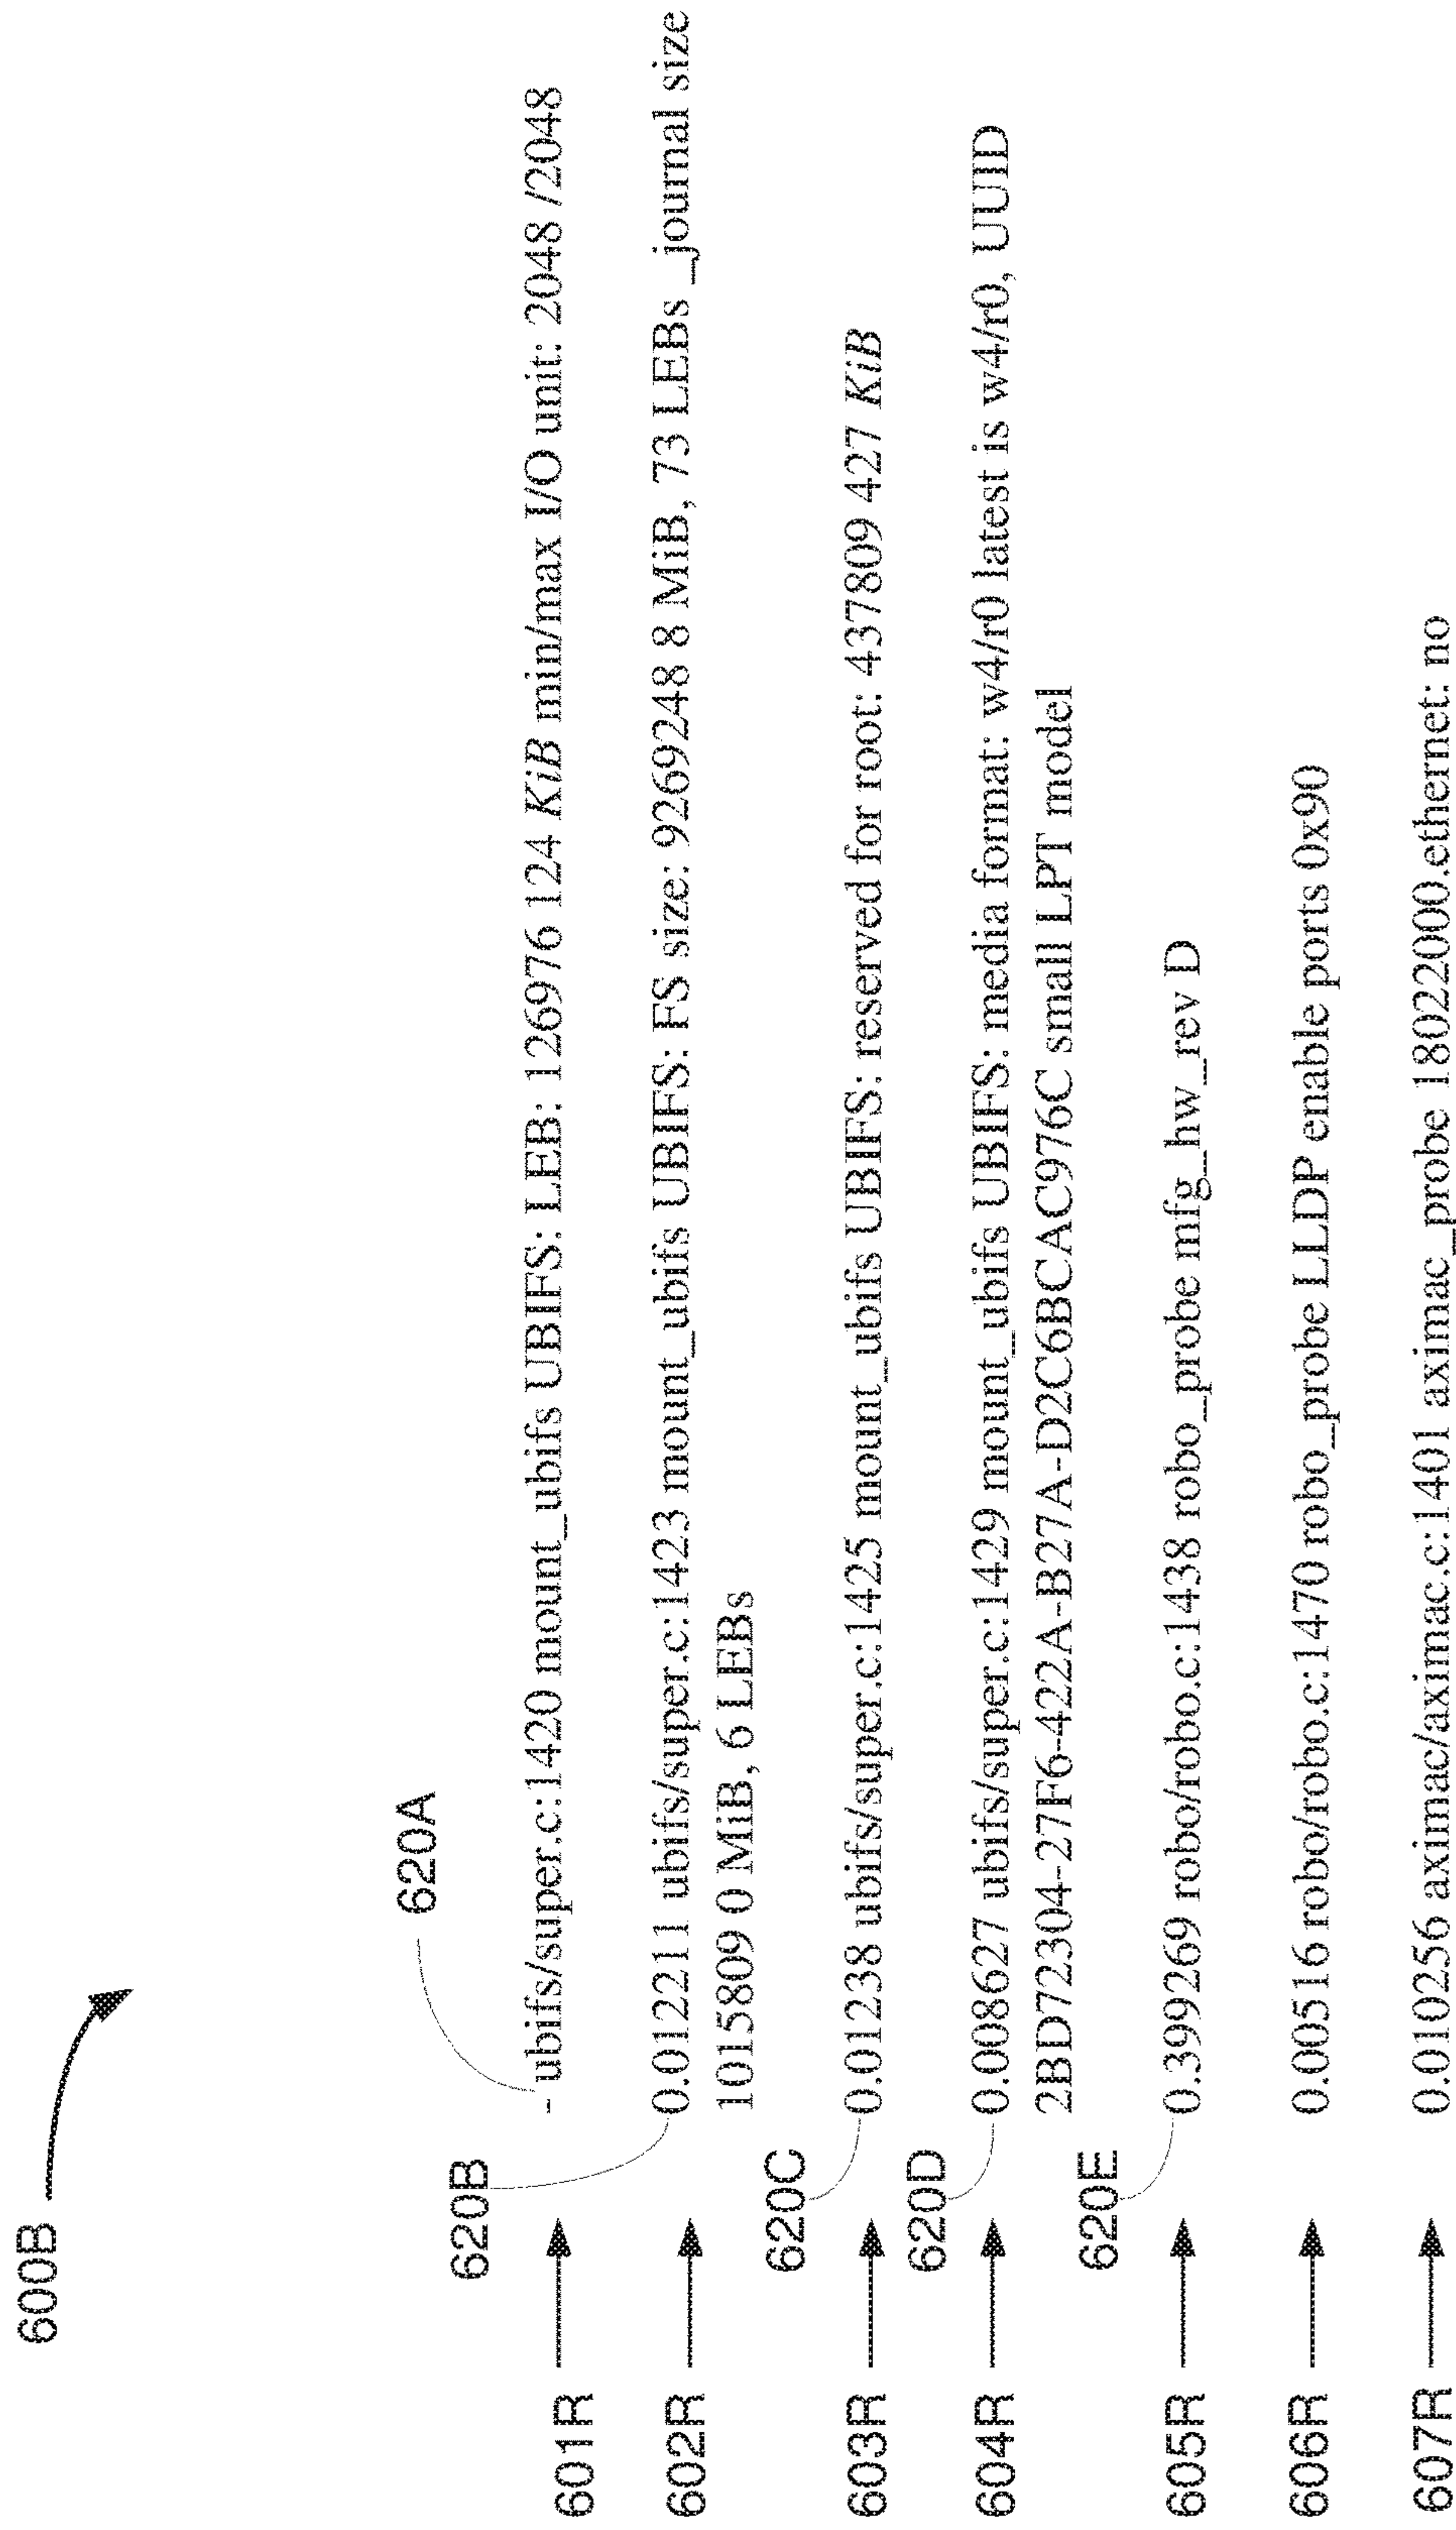 600B
620A
601R - ubifs/super.c:1420 mount_ubifs UBIFS: LEB: 126976 124 KiB min/max I/O unit: 2048 /2048
620B
602R 0.012211 ubifs/super.c:1423 mount_ubifs UBIFS: FS size: 9269248 8 MiB, 73 LEBs _journal size
1015809 0 MiB, 6 LEBs
620C
603R 0.01238 ubifs/super.c:1425 mount_ubifs UBIFS: reserved for root: 437809 427 KiB
620D
604R 0.008627 ubifs/super.c:1429 mount_ubifs UBIFS: media format: w4/r0 latest is w4/r0, UUID
2BD72304-27F6-422A-B27A-D2C6BCAC976C small LPT model
620E
605R 0.399269 robo/robo.c:1438 robo_probe mfg_hw_rev D
606R 0.00516 robo/robo.c:1470 robo_probe LLDP enable ports 0x90
607R 0.010256 aximac/aximac.c:1401 aximac_probe 18022000.ethernet: no